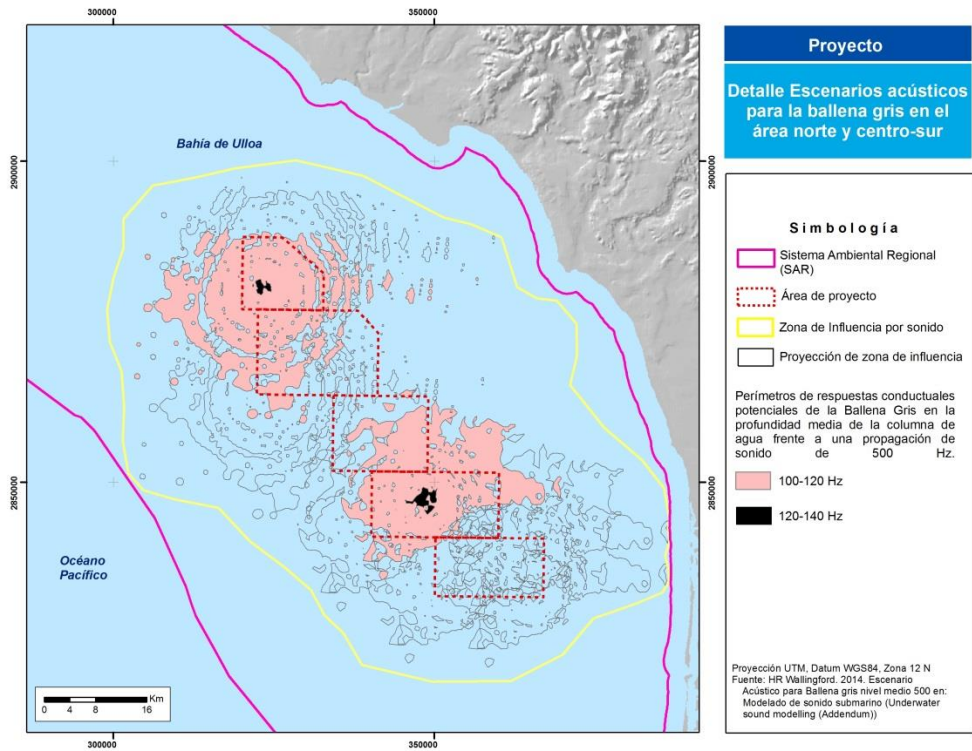 300000
350000
Proyecto
Detalle Escenarios acústicos
para la ballena gris en el
área norte y centro-sur
Bahía de Ulloa
2900000
2900000
Simbología
Sistema Ambiental Regional
(SAR)
Área de proyecto
Zona de Influencia por sonido
Proyección de zona de influencia
Perímetros de respuestas conductuales
potenciales de la Ballena Gris en la
profundidad media de la columna de
agua frente a una propagación de
sonido de 500 Hz.
2850000
2850000
100-120 Hz
120-140 Hz
Océano
Pacífico
Proyección UTM, Datum WGS84, Zona 12 N
Fuente: HR Wallingford. 2014. Escenario
Acústico para Ballena gris nivel medio 500 en:
Modelado de sonido submarino (Underwater
sound modelling (Addendum))
Km
0 4 8 16
300000
350000